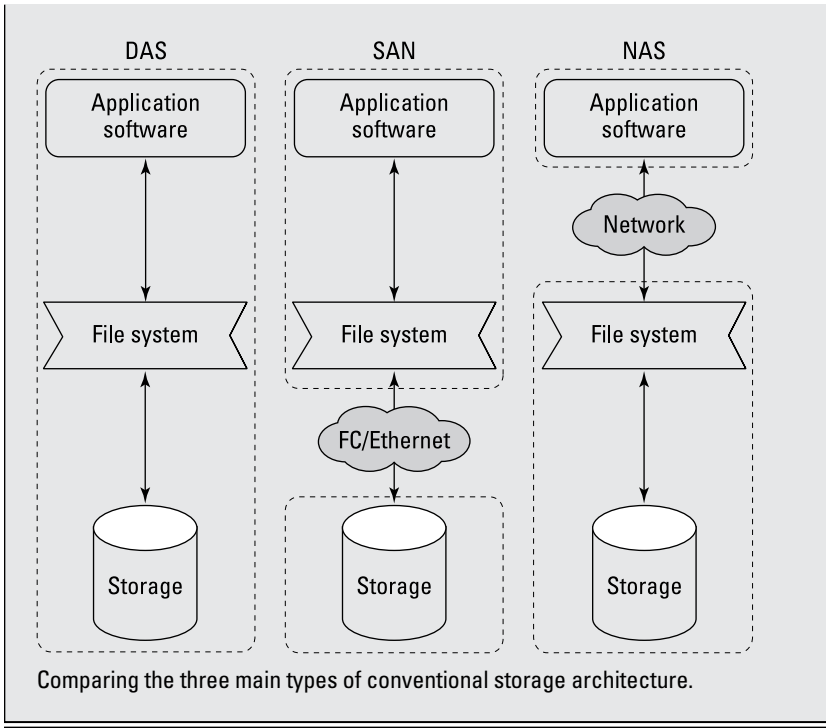 DAS
SAN
NAS
Application
software
Application
software
Application
software
Network
File system
File system
File system
FC/Ethernet
Storage
Storage
Storage
Comparing the three main types of conventional storage architecture.